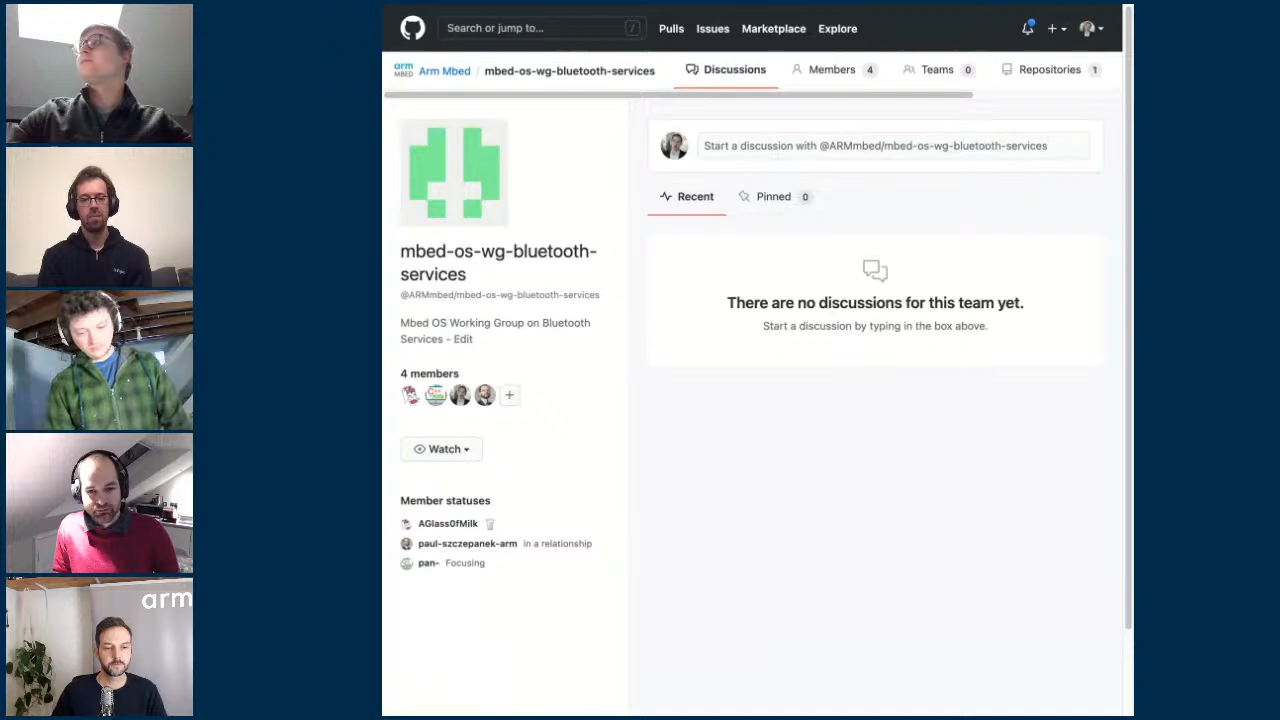 Search or jump to... /
Pulls Issues Marketplace Explore
arm MBED
Arm Mbed / mbed-os-wg-bluetooth-services
Discussions
Members 4
Teams 0
Repositories 1
Start a discussion with @ARMmbed/mbed-os-wg-bluetooth-services
Recent
Pinned 0
mbed-os-wg-bluetooth-
services
@ARMmbed/mbed-os-wg-bluetooth-services
Mbed OS Working Group on Bluetooth
Services - Edit
There are no discussions for this team yet.
Start a discussion by typing in the box above.
4 members
Watch
Member statuses
AGlass0fMilk
paul-szczepanek-arm in a relationship
pan- Focusing
arm